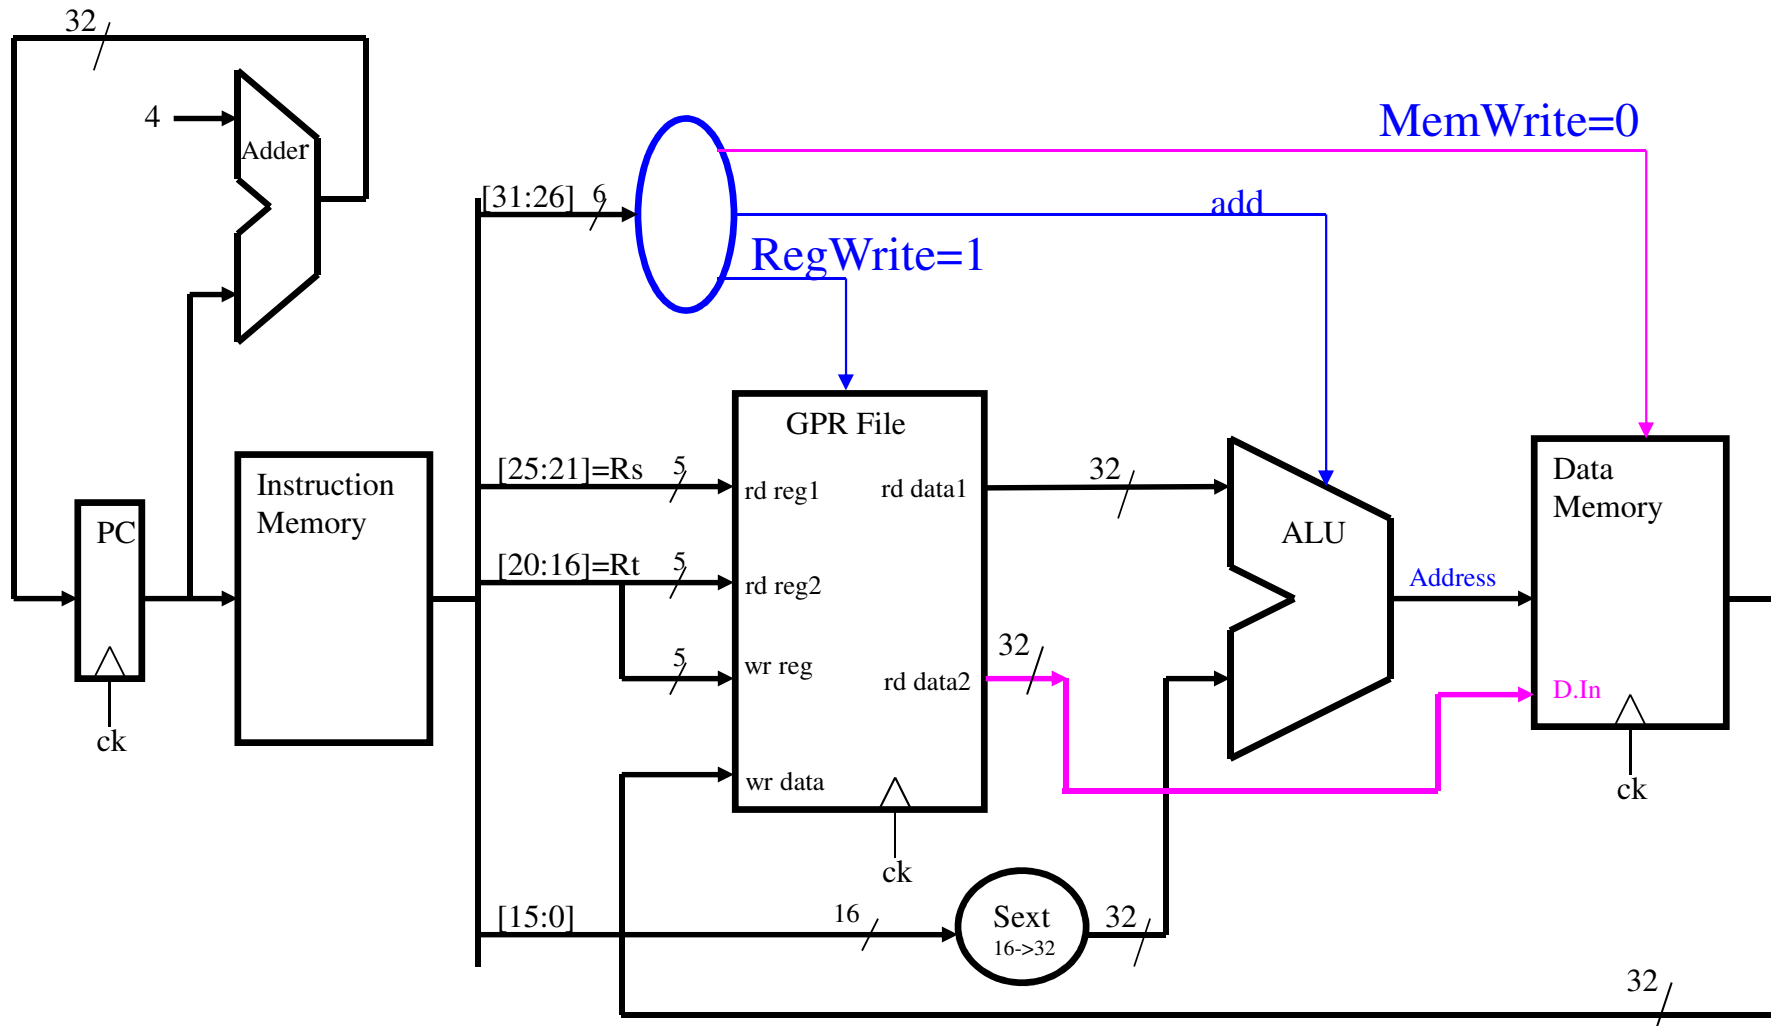 32
4
Adder
MemWrite=0
[31:26]
6
add
RegWrite=1
GPR File
Instruction
Memory
[25:21]=Rs
5
rd reg1
rd data1
32
Data
Memory
PC
ALU
[20:16]=Rt
5
rd reg2
Address
5
wr reg
rd data2
32
D.In
ck
wr data
ck
ck
[15:0]
16
Sext
16->32
32
32